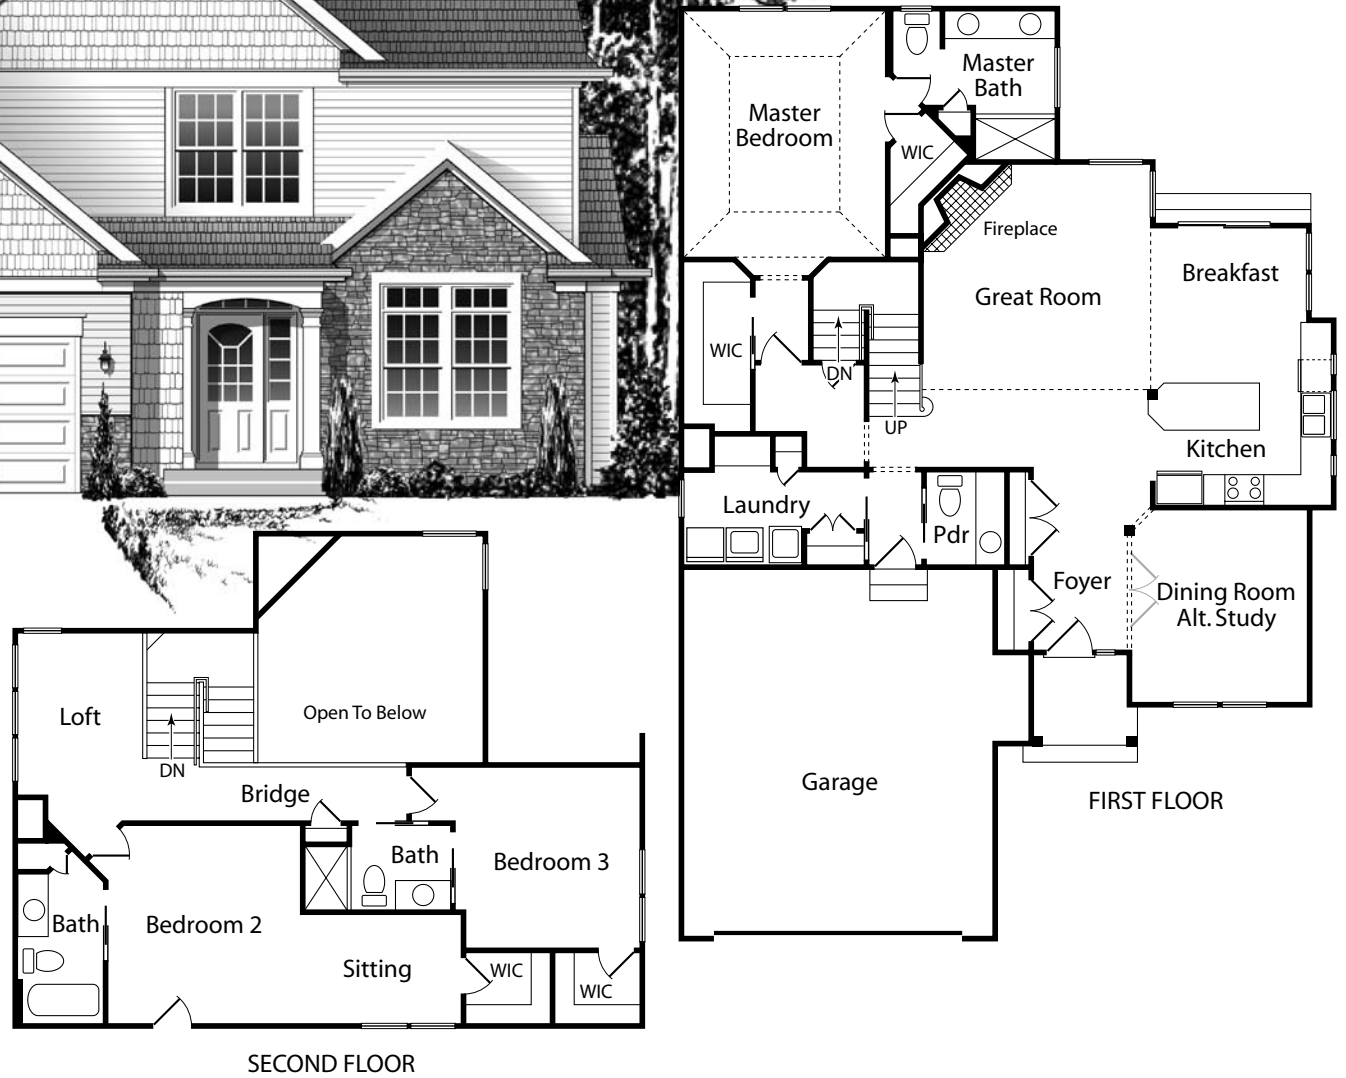 Master
Bath
Master
Bedroom
WIC
Fireplace
Great Room
Breakfast
WIC
DN
UP
Kitchen
Laundry
Pdr
Foyer
Dining Room
Alt. Study
Garage
FIRST FLOOR
Loft
DN
Open To Below
Bridge
Bath
Bedroom 3
Bath
Bedroom 2
Sitting
WIC
WIC
SECOND FLOOR